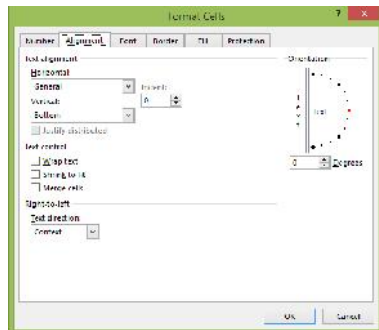 Format Cells
Number Alignment Font Border Fill Protection
Text alignment
Orientation
Horizontal:
General
Indent:
Vertical:
0
Bottom
Justify distributed
Text
Text
Text control
Wrap text
Shrink to fit
Merge cells
0 Degrees
Right-to-left
Text direction:
Context
OK Cancel